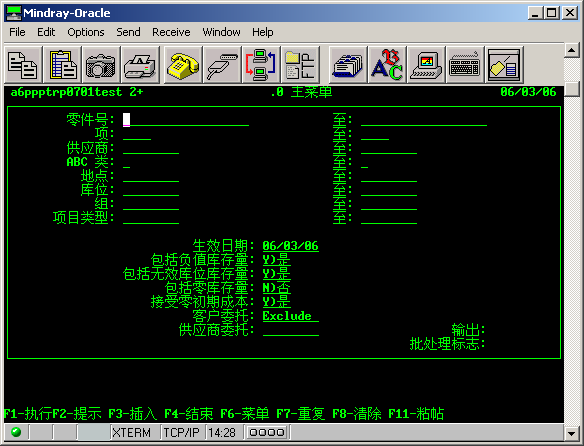 Mindray-Oracle
File Edit Options Send Receive Window Help
a6ppptrp0701test 2+ .0 主菜单 06/03/06
零件号: 至:
项: 至:
供应商: 至:
ABC 类: 至:
地点: 至:
库位: 至:
组: 至:
项目类型: 至:
生效日期: 06/03/06
包括负值库存量: Y)是
包括无效库位库存量: Y)是
包括零库存量: N)否
接受零初期成本: Y)是
客户委托: Exclude
供应商委托: 输出:
批处理标志:
F1-执行F2-提示 F3-插入 F4-结束 F6-菜单 F7-重复 F8-清除 F11-粘帖
XTERM TCP/IP 14:28